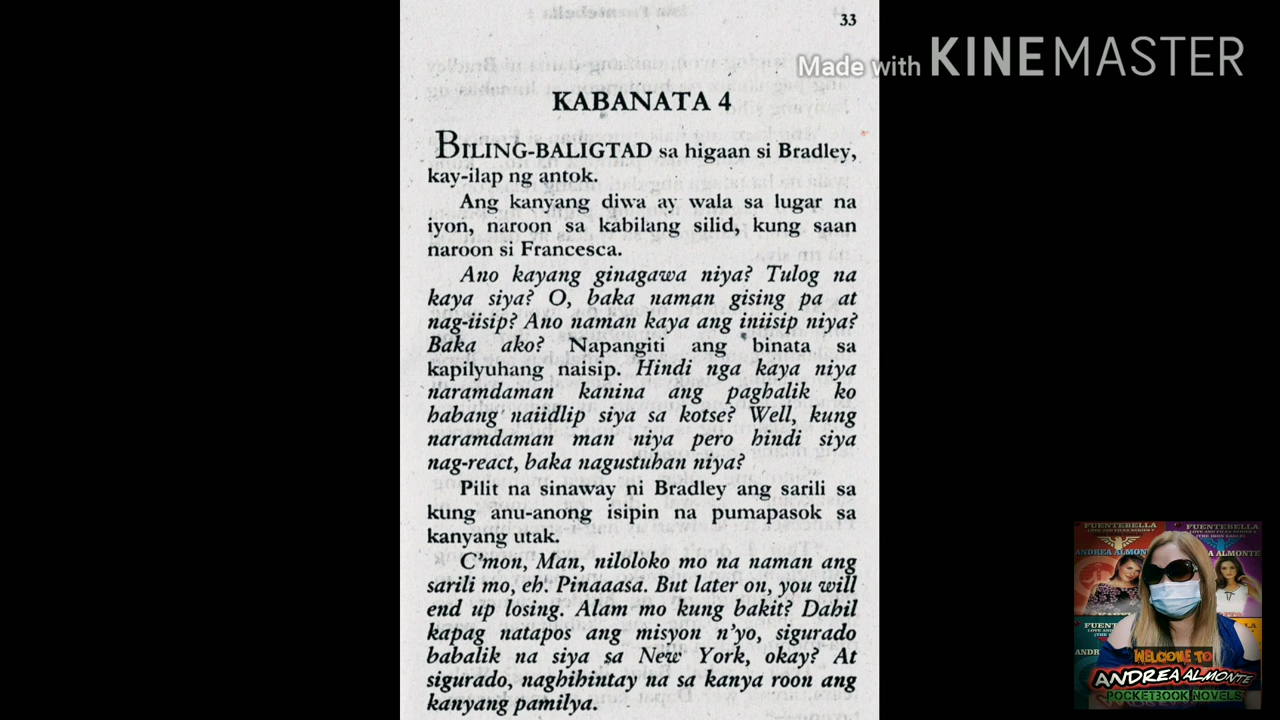 33
Made with KINEMASTER
KABANATA 4
BILING-BALIGTAD sa higaan si Bradley,
kay-ilap ng antok.
Ang kanyang diwa ay wala sa lugar na
iyon, naroon sa kabilang silid, kung saan
naroon si Francesca.
Ano kayang ginagawa niya? Tulog na
kaya siya? O, baka naman gising pa at
nag-iisip? Ano naman kaya ang iniisip niya?
Baka ako? Napangiti ang binata sa
kapilyuhang naisip. Hindi nga kaya niya
naramdaman kanina ang paghalik ko
habang naiidlip siya sa kotse? Well, kung
naramdaman man niya pero hindi siya
nag-react, baka nagustuhan niya?
Pilit na sinaway ni Bradley ang sarili sa
kung anu-anong isipin na pumapasok sa
kanyang utak.
C'mon, Man, niloloko mo na naman ang
sarili mo, eh. Pinaaasa. But later on, you will
end up losing. Alam mo kung bakit? Dahil
kapag natapos ang misyon n'yo, sigurado
babalik na siya sa New York, okay? At
sigurado, naghihintay na sa kanya roon ang
kanyang pamilya.
FUENTEBELLA
FUENTEBELLA
ANDREA ALMONTE
WELCOME TO
ANDREA ALMONTE
POCKETBOOK NOVELS